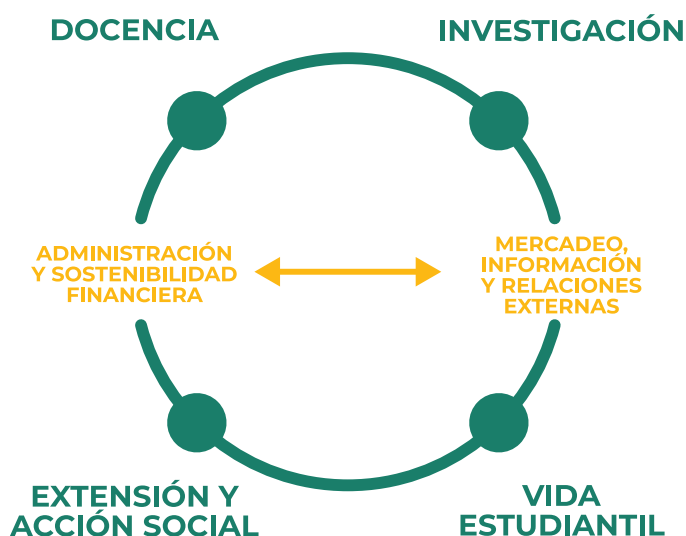 DOCENCIA
INVESTIGACIÓN
ADMINISTRACIÓN
Y SOSTENIBILIDAD
FINANCIERA
MERCADEO,
INFORMACIÓN
Y RELACIONES
EXTERNAS
EXTENSIÓN Y
ACCIÓN SOCIAL
VIDA
ESTUDIANTIL